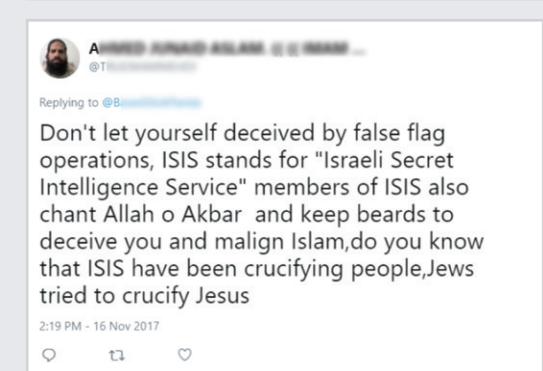 A
@T
Replying to @B
Don't let yourself deceived by false flag
operations, ISIS stands for "Israeli Secret
Intelligence Service" members of ISIS also
chant Allah o Akbar and keep beards to
deceive you and malign Islam,do you know
that ISIS have been crucifying people,Jews
tried to crucify Jesus
2:19 PM - 16 Nov 2017